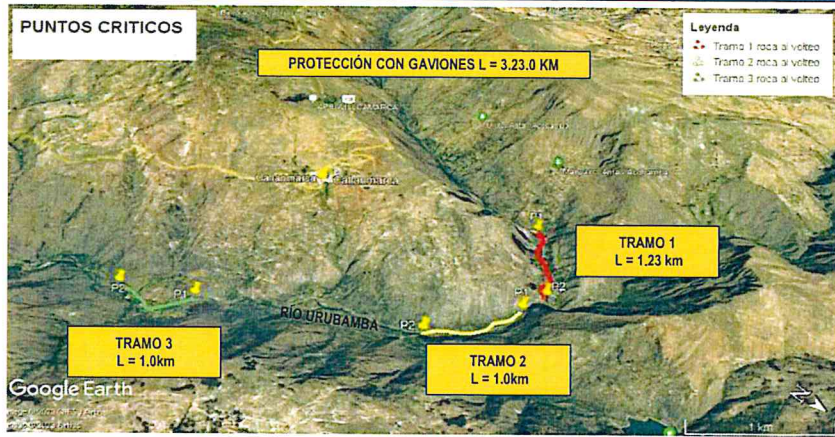 PUNTOS CRITICOS
Leyenda
Tramo 1 roca al volteo
Tramo 2 roca al volteo
Tramo 3 roca al volteo
PROTECCIÓN CON GAVIONES L = 3.23.0 KM
P1
TRAMO 1
L = 1.23 km
P2
P1
P2
P1
P2
RÍO URUBAMBA
TRAMO 3
L = 1.0km
TRAMO 2
L = 1.0km
Google Earth
N
1 km